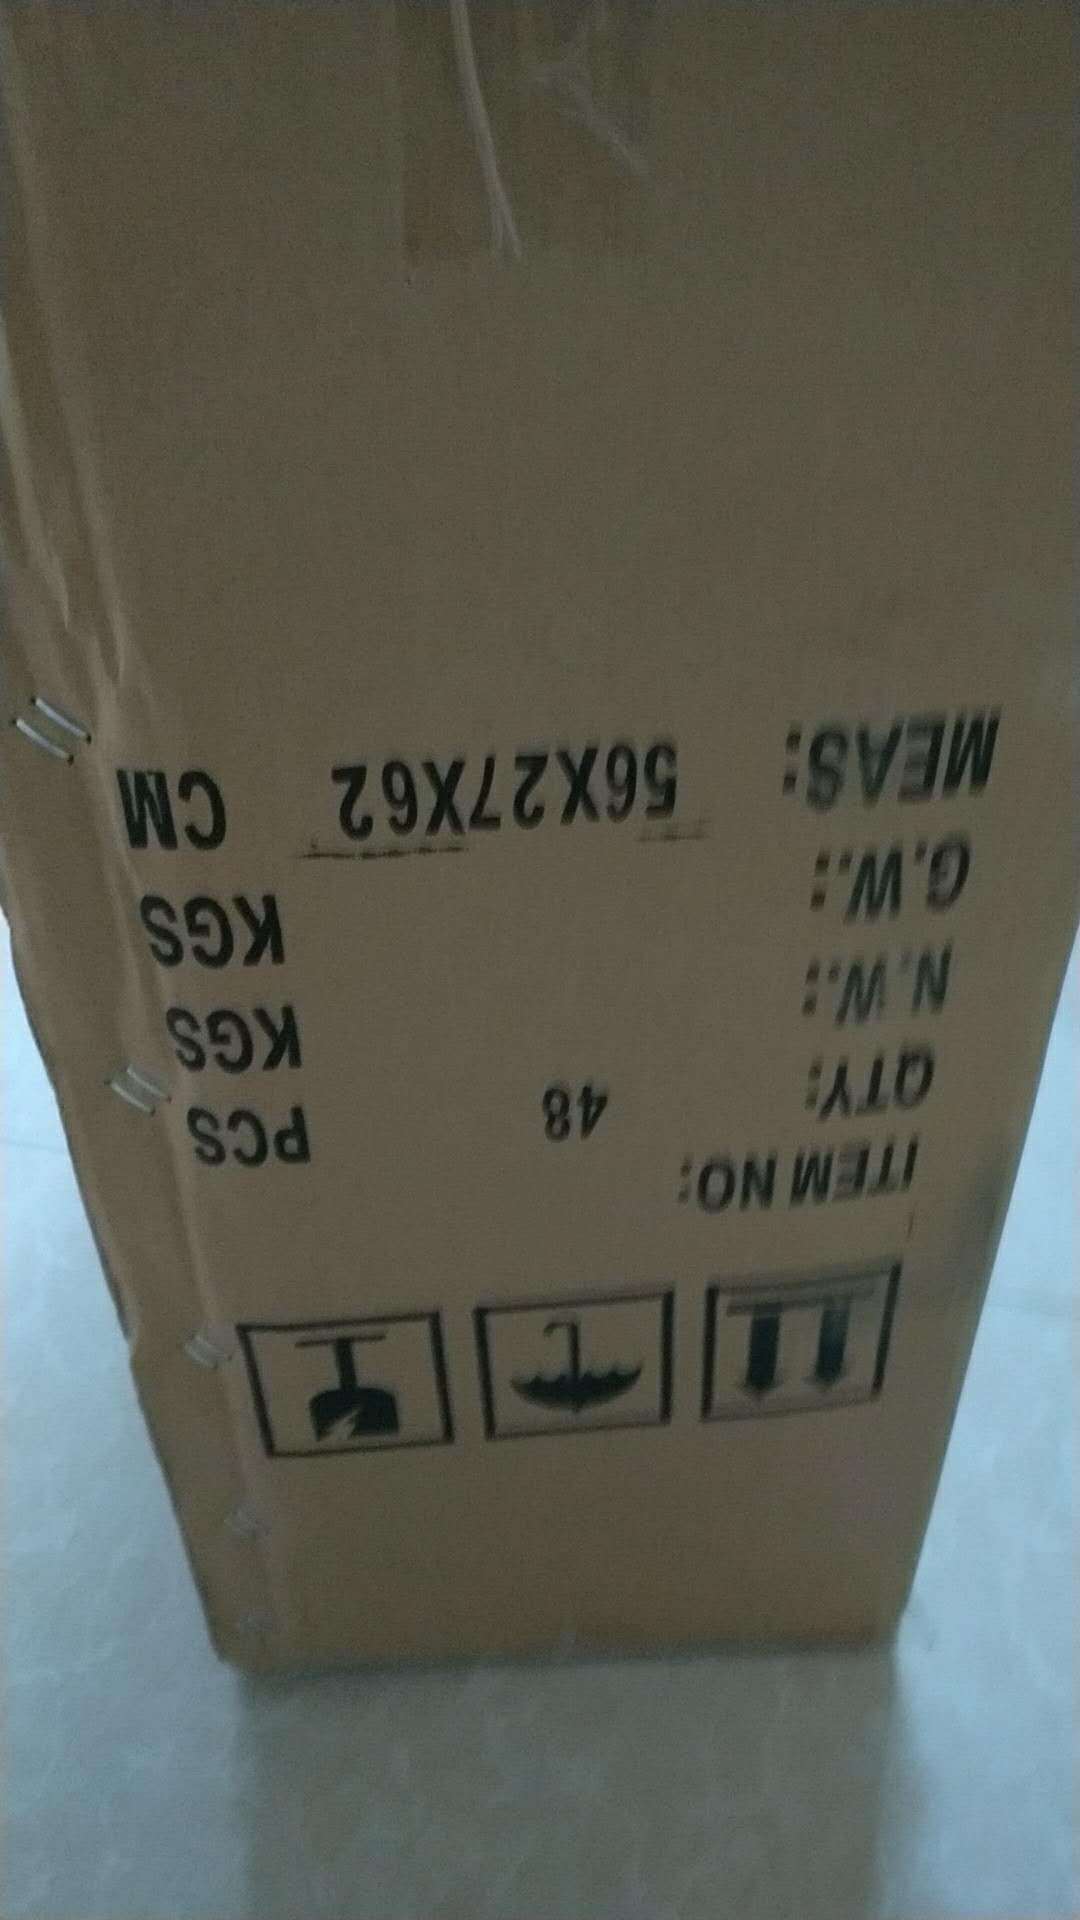 ITEM NO:
QTY: 48 PCS
N.W.: KGS
G.W.: KGS
MEAS: 56X27X62 CM